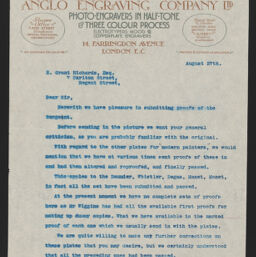 ANGLO ENGRAVING COMPANY LTD
PHOTO-ENGRAVERS IN HALF-TONE
& THREE COLOUR PROCESS
ELECTROTYPERS WOOD &
COPPERPLATE ENGRAVERS
14 FARRINGDON AVENUE
LONDON E.C
August 27th.
E. Grant Richards, Esq.
7 Carlton Street,
Regent Street.
Dear Sir,
Herewith we have pleasure in submitting proofs of the
Before sending in the picture we want your general
criticism, as you are probably familiar with the original.
With regard to the other plates for modern painters, we would
mention that we have at various times sent proofs of these in
and had them altered and reproofed, and finally passed.
This applies to the Whistler, Degas, Monet, Manet,
In fact all the set have been submitted and passed.
At the present moment we have no complete sets of proofs
here as Mr Wiggins has had all the available first proofs for
making up dummy copies. What we have available is the
proof of each one which we usually send in with the plates.
We are quite willing to make any further corrections on
these plates that you may desire, but we certainly understood
that all the preceding ones had been passed.